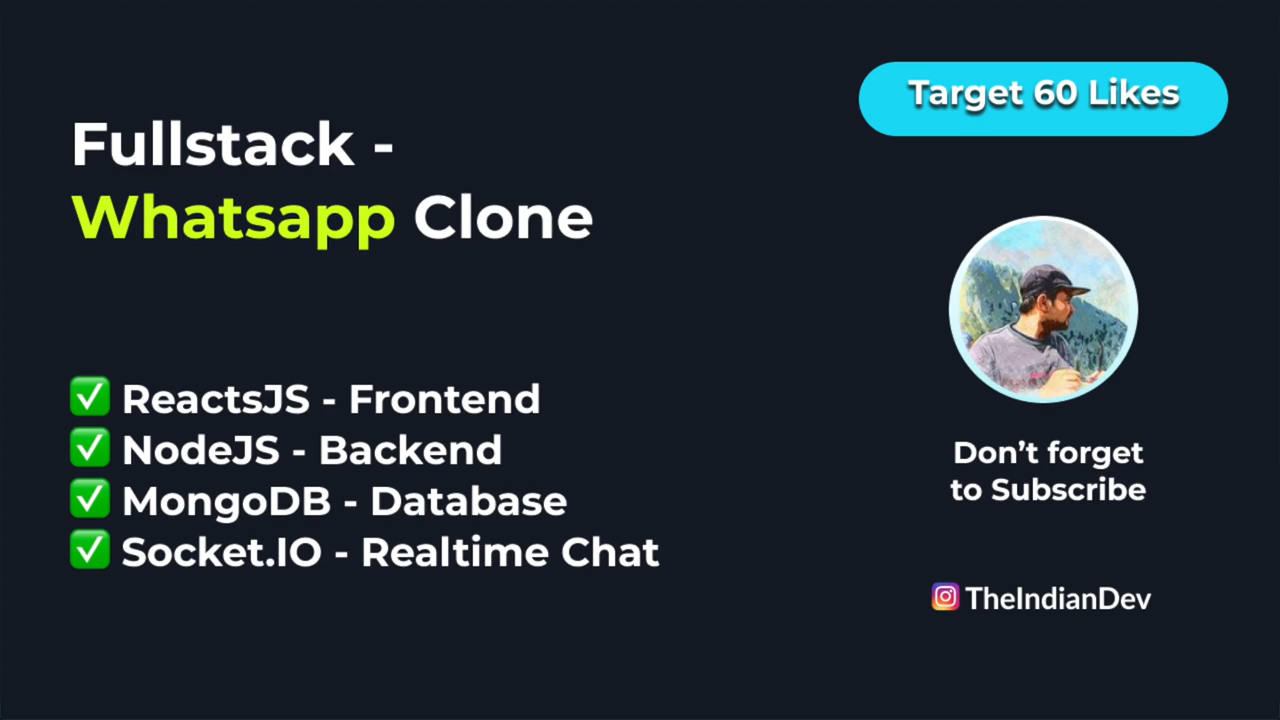 Target 60 Likes
Fullstack -
Whatsapp Clone
✅ ReactsJS - Frontend
✅ NodeJS - Backend
✅ MongoDB - Database
✅ Socket.IO - Realtime Chat
Don’t forget
to Subscribe
TheIndianDev